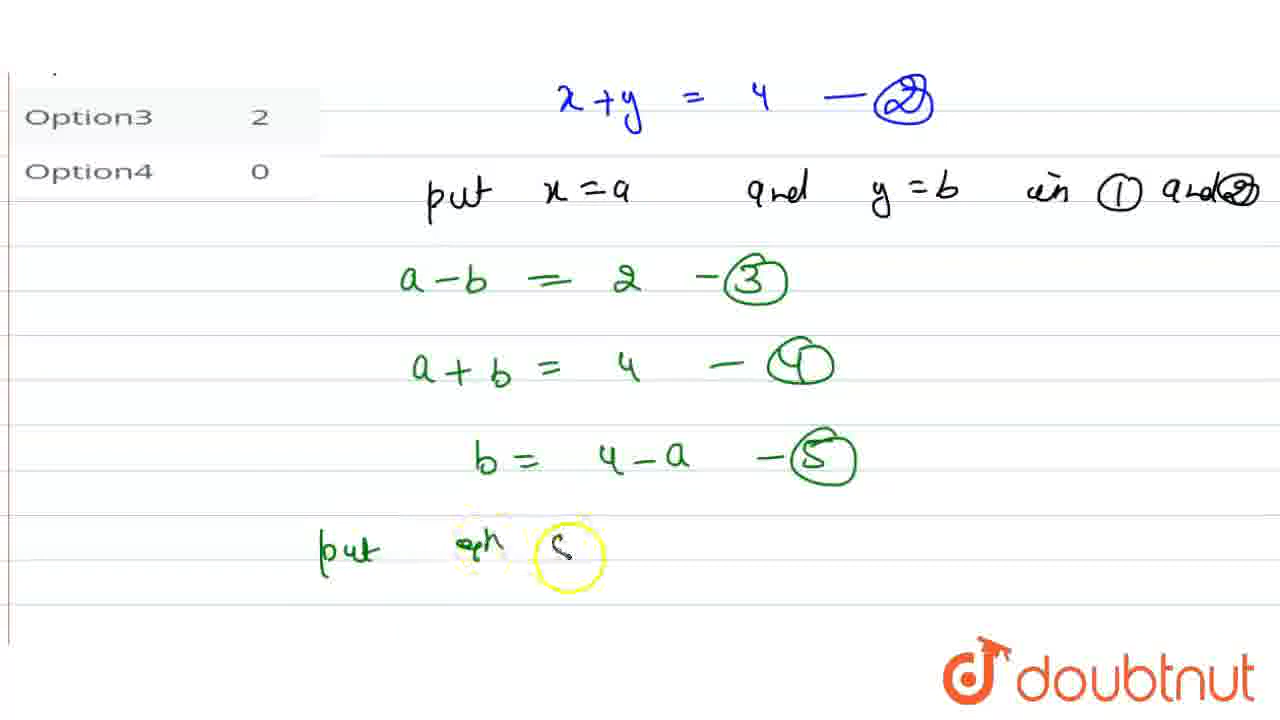 x + y = 4 — ②
Option3 2
Option4 0
put x = a and y = b in ① and ②
a - b = 2 - ③
a + b = 4 - ④
b = 4 - a - ⑤
put eqn 5
doubtnut